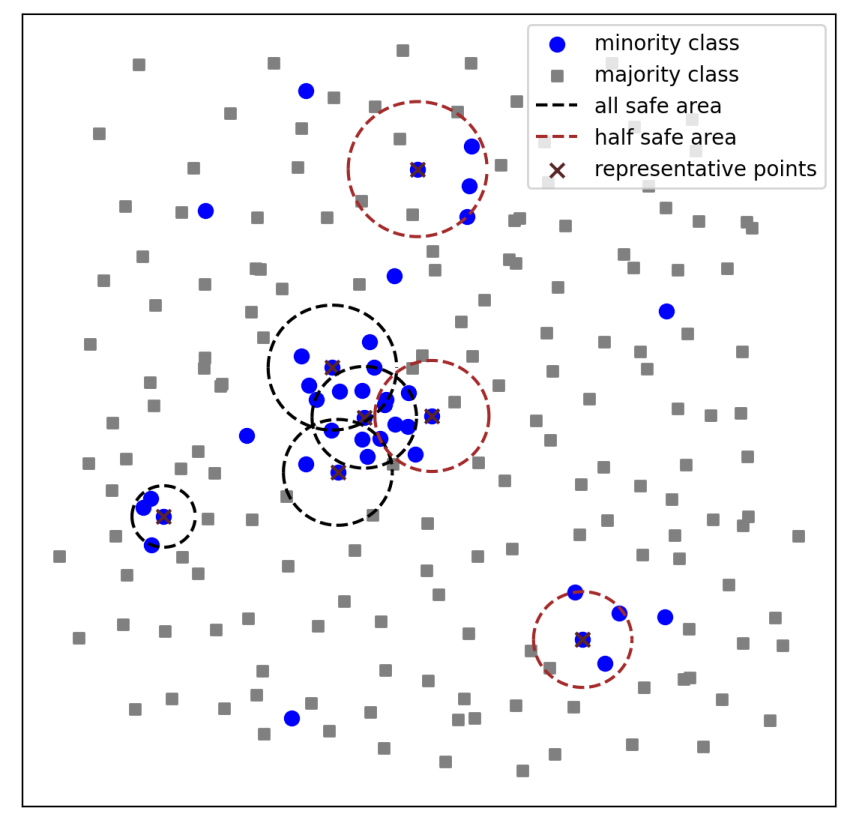 minority class
majority class
all safe area
half safe area
representative points